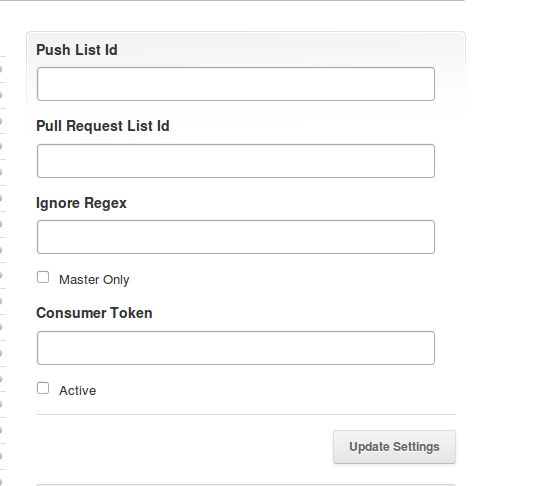 Push List Id
Pull Request List Id
Ignore Regex
Master Only
Consumer Token
Active
Update Settings